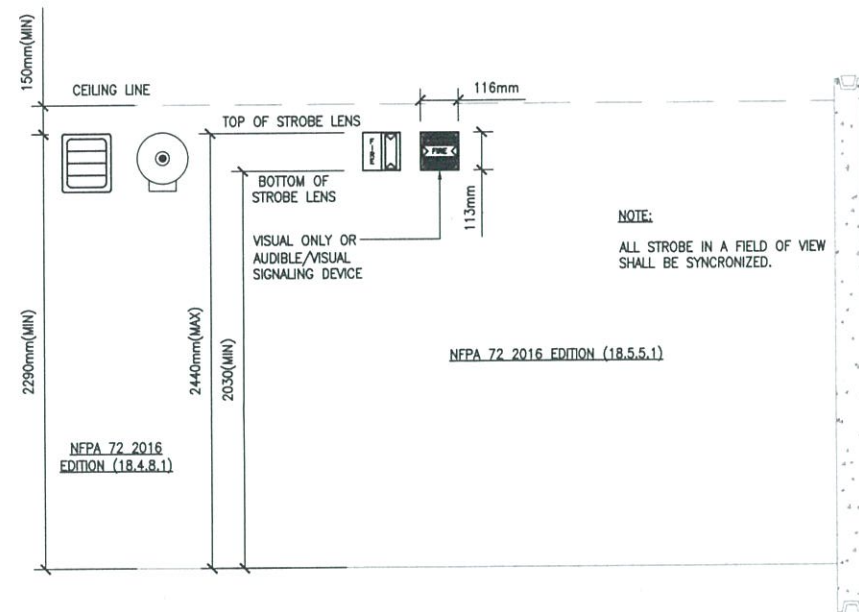 150mm(MIN)
CEILING LINE
116mm
TOP OF STROBE LENS
FIRE
FIRE
BOTTOM OF
STROBE LENS
113mm
VISUAL ONLY OR
AUDIBLE/VISUAL
SIGNALING DEVICE
NOTE:
ALL STROBE IN A FIELD OF VIEW
SHALL BE SYNCRONIZED.
2290mm(MIN)
2440mm(MAX)
2030(MIN)
NFPA 72 2016 EDITION (18.5.5.1)
NFPA 72 2016
EDITION (18.4.8.1)